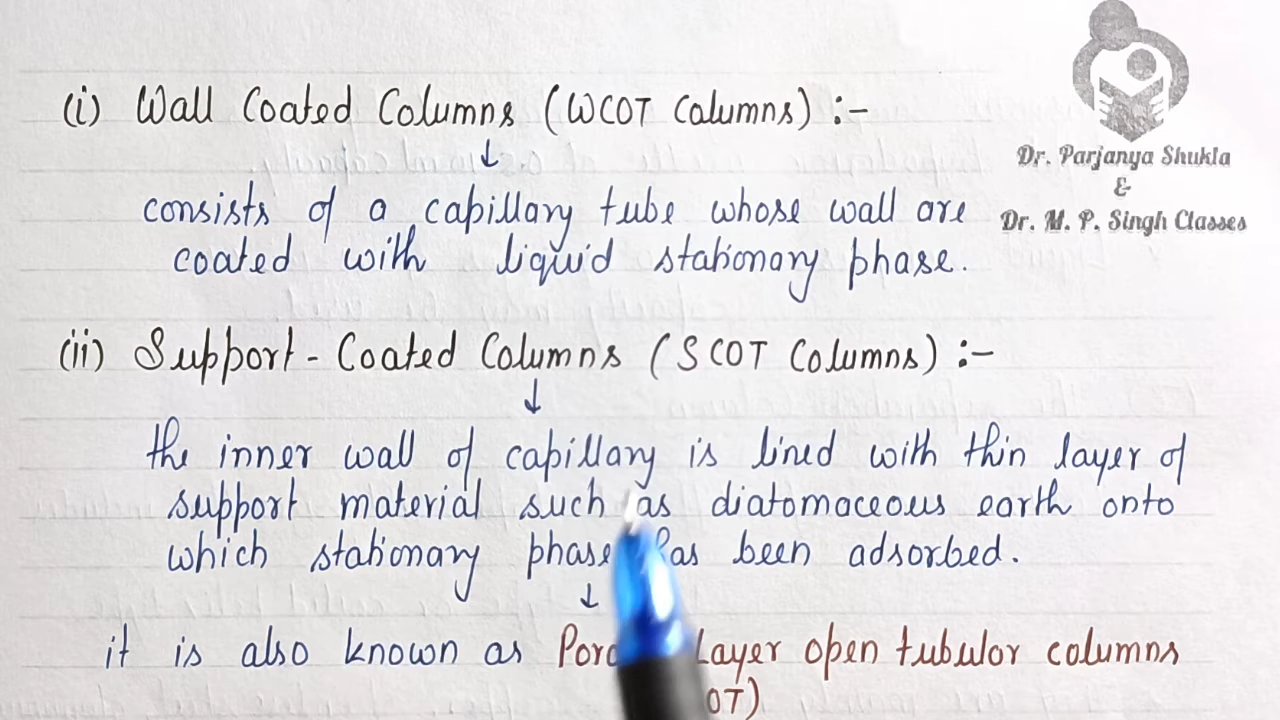 (i) Wall Coated Columns (WCOT Columns) :-
↓
consists of a capillary tube whose wall are
coated with liquid stationary phase.
(ii) Support-Coated Columns (SCOT Columns) :-
↓
the inner wall of capillary is lined with thin layer of
support material such as diatomaceous earth onto
which stationary phase has been adsorbed.
↓
it is also known as Layer open tubular columns
OT)
Dr. Parjanya Shukla
&
Dr. M. P. Singh Classes